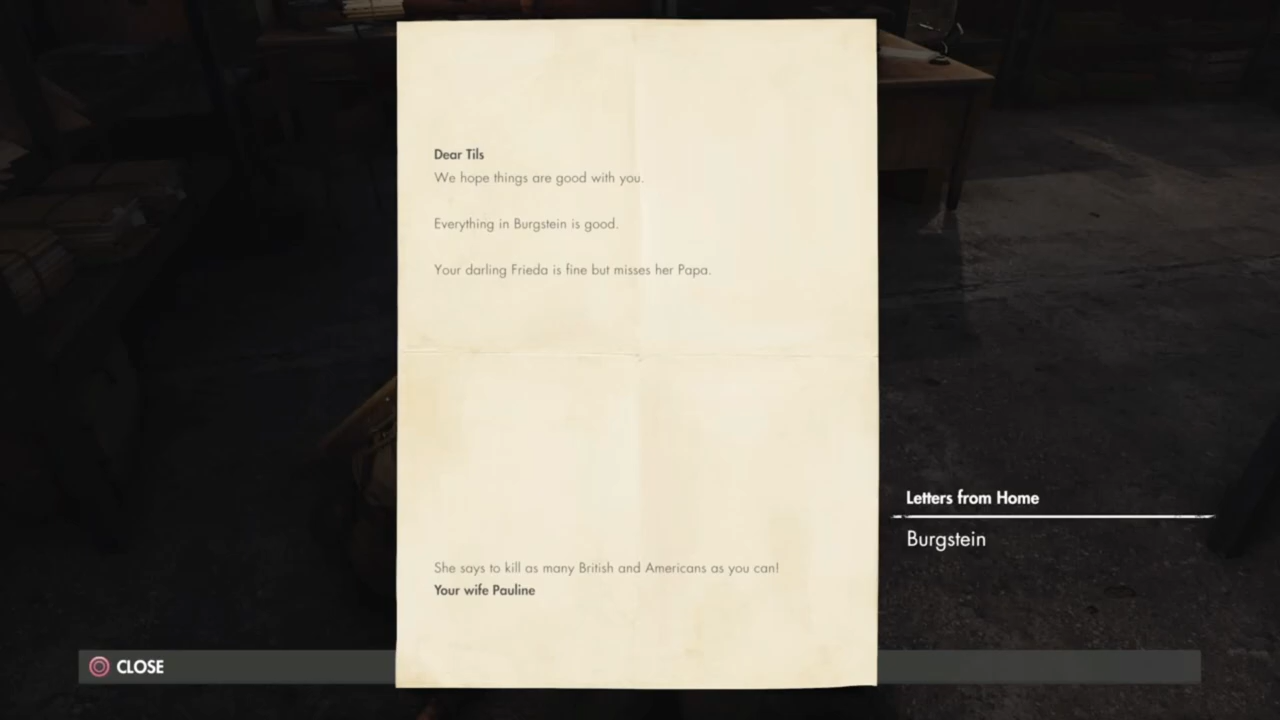 Dear Tils
We hope things are good with you.
Everything in Burgstein is good.
Your darling Frieda is fine but misses her Papa.
She says to kill as many British and Americans as you can!
Your wife Pauline
Letters from Home
Burgstein
CLOSE